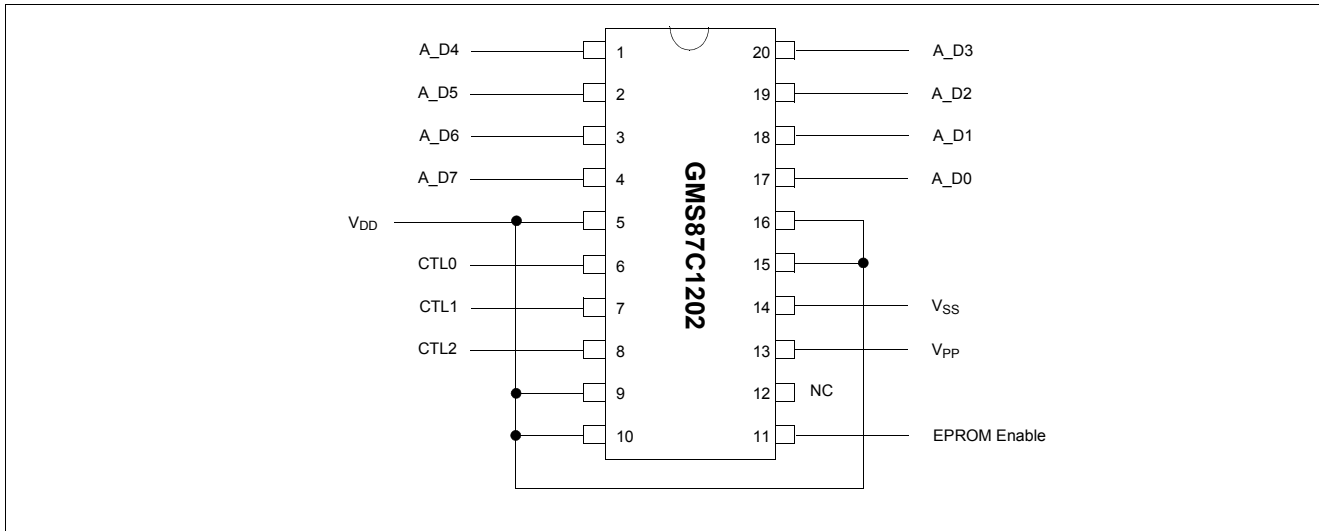 A_D4 1 20 A_D3
A_D5 2 19 A_D2
A_D6 3 18 A_D1
A_D7 4 17 A_D0
VDD 5 16
CTL0 6 15
CTL1 7 14 VSS
CTL2 8 13 VPP
9 12 NC
10 11 EPROM Enable
GMS87C1202